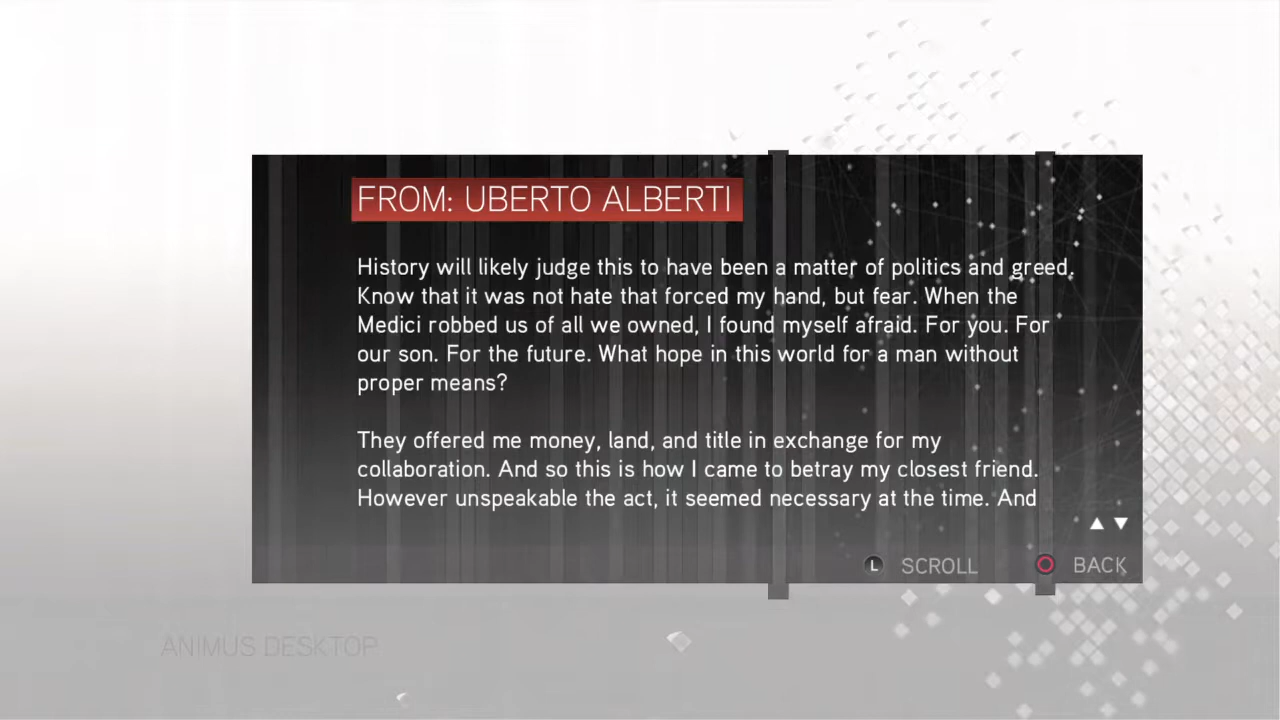 FROM: UBERTO ALBERTI
History will likely judge this to have been a matter of politics and greed.
Know that it was not hate that forced my hand, but fear. When the
Medici robbed us of all we owned, I found myself afraid. For you. For
our son. For the future. What hope in this world for a man without
proper means?
They offered me money, land, and title in exchange for my
collaboration. And so this is how I came to betray my closest friend.
However unspeakable the act, it seemed necessary at the time. And
L SCROLL BACK
ANIMUS DESKTOP